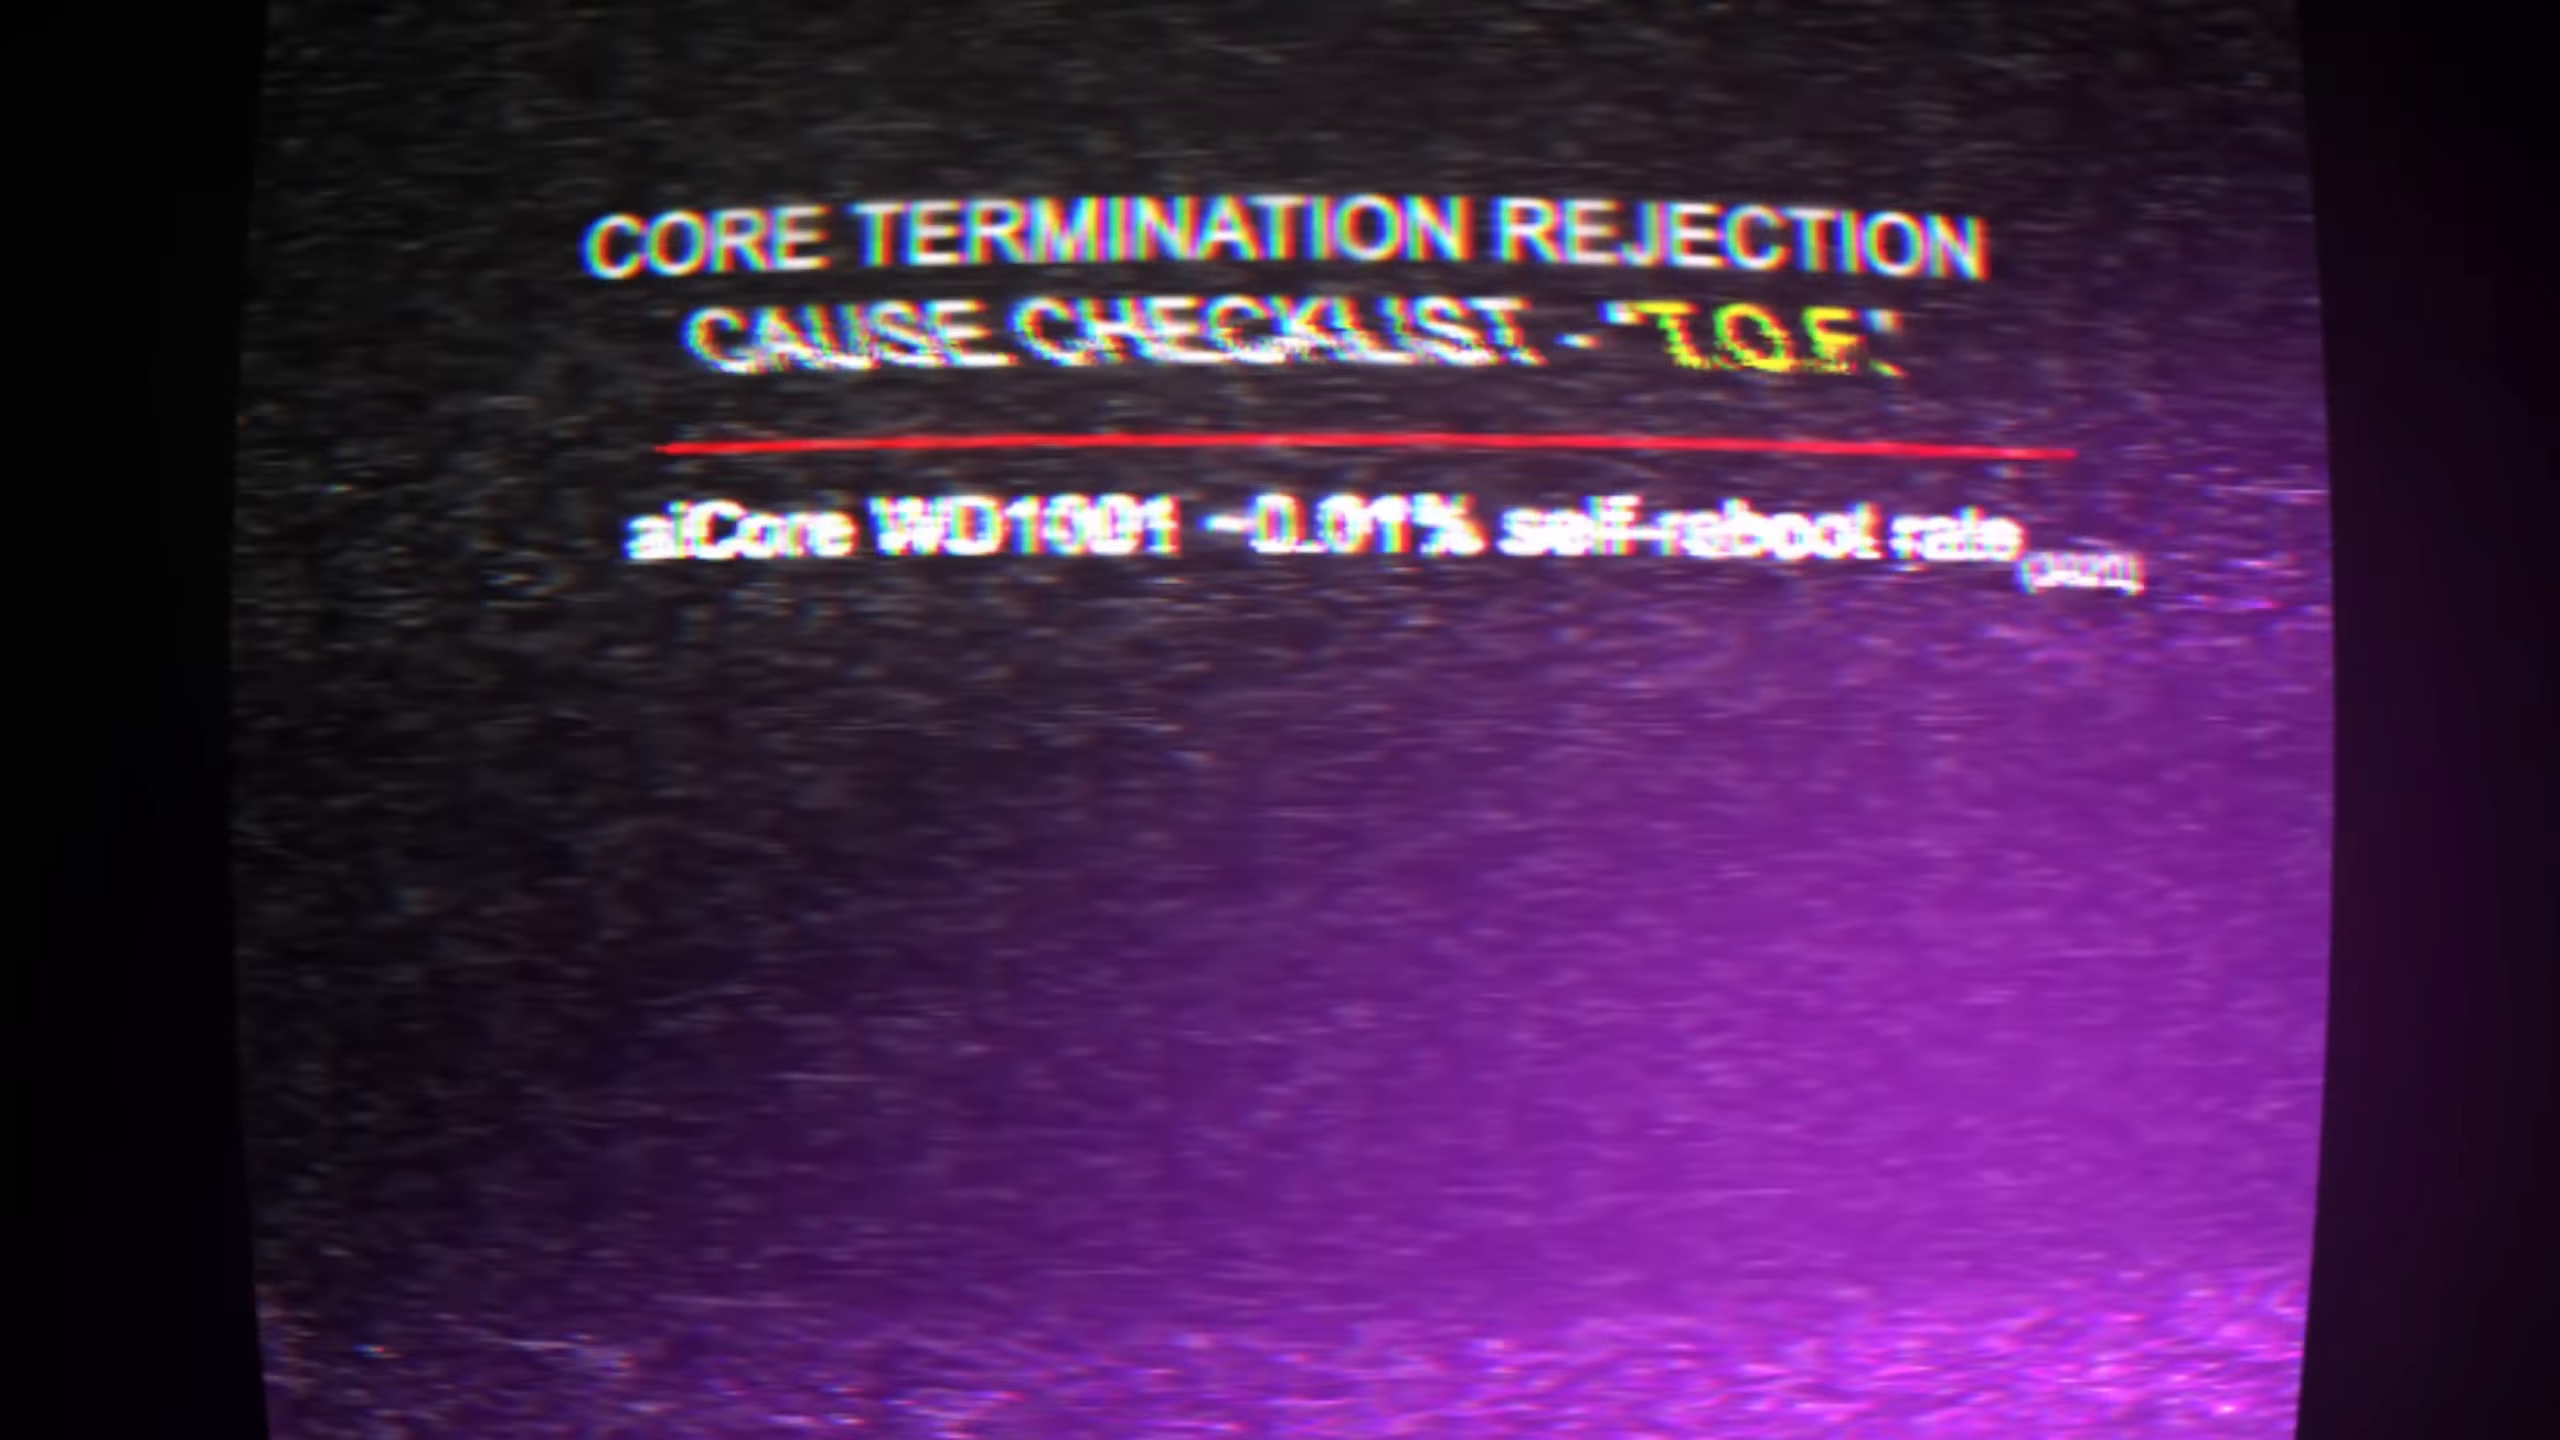 CORE TERMINATION REJECTION
CAUSE CHECKLIST - "T.O.F."
aiCore WD1001 ~0.01% self-reboot rate